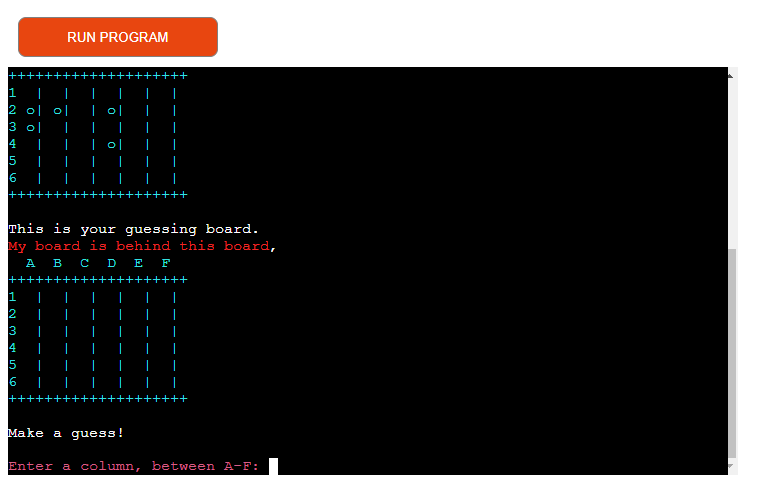 RUN PROGRAM
+++++++++++++++++++++
1  |  |  |  |  |  |
2 o| o|  | o|  |  |
3 o|  |  |  |  |  |
4  |  |  | o|  |  |
5  |  |  |  |  |  |
6  |  |  |  |  |  |
+++++++++++++++++++++
This is your guessing board.
My board is behind this board,
  A  B  C  D  E  F
+++++++++++++++++++++
1  |  |  |  |  |  |
2  |  |  |  |  |  |
3  |  |  |  |  |  |
4  |  |  |  |  |  |
5  |  |  |  |  |  |
6  |  |  |  |  |  |
+++++++++++++++++++++
Make a guess!
Enter a column, between A-F: